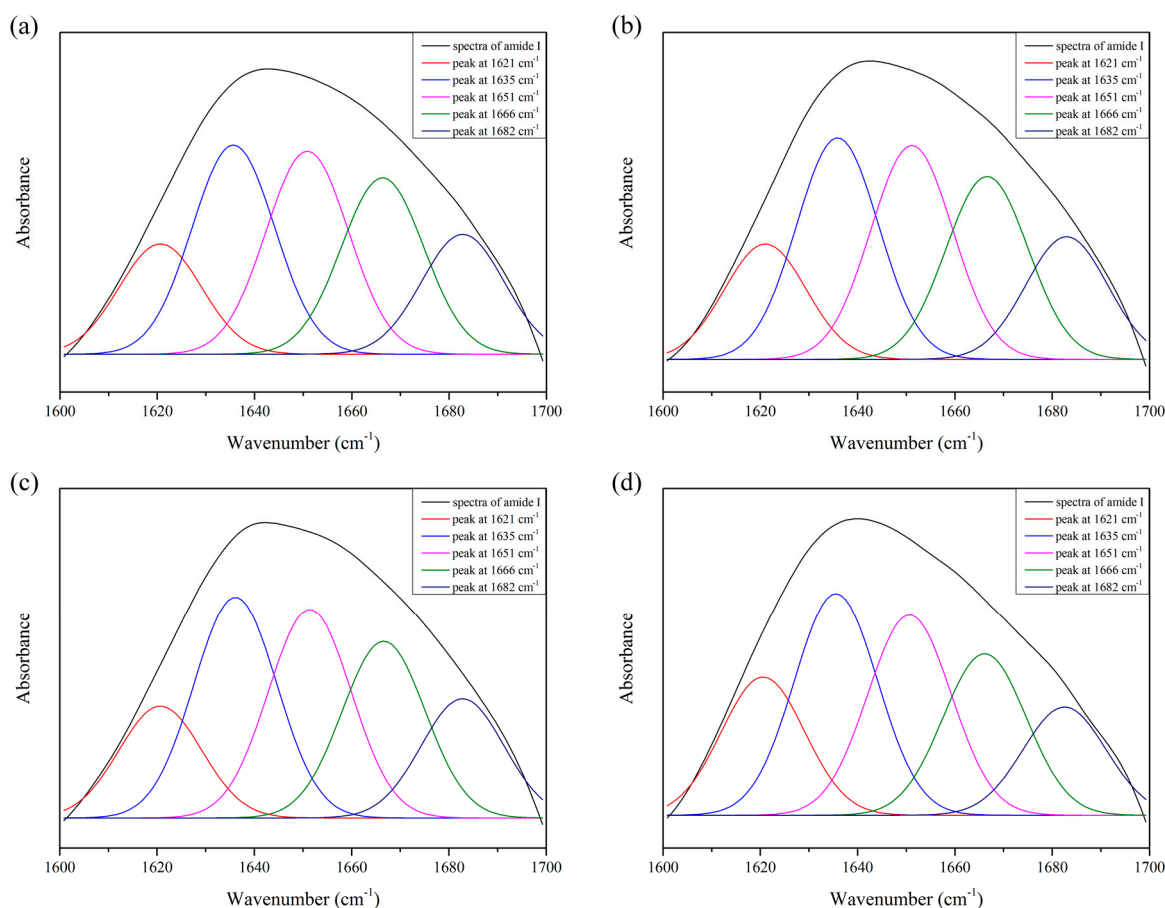 (a)
spectra of amide I
peak at 1621 cm⁻¹
peak at 1635 cm⁻¹
peak at 1651 cm⁻¹
peak at 1666 cm⁻¹
peak at 1682 cm⁻¹
Absorbance
1600 1620 1640 1660 1680 1700
Wavenumber (cm⁻¹)
(b)
spectra of amide I
peak at 1621 cm⁻¹
peak at 1635 cm⁻¹
peak at 1651 cm⁻¹
peak at 1666 cm⁻¹
peak at 1682 cm⁻¹
Absorbance
1600 1620 1640 1660 1680 1700
Wavenumber (cm⁻¹)
(c)
spectra of amide I
peak at 1621 cm⁻¹
peak at 1635 cm⁻¹
peak at 1651 cm⁻¹
peak at 1666 cm⁻¹
peak at 1682 cm⁻¹
Absorbance
1600 1620 1640 1660 1680 1700
Wavenumber (cm⁻¹)
(d)
spectra of amide I
peak at 1621 cm⁻¹
peak at 1635 cm⁻¹
peak at 1651 cm⁻¹
peak at 1666 cm⁻¹
peak at 1682 cm⁻¹
Absorbance
1600 1620 1640 1660 1680 1700
Wavenumber (cm⁻¹)